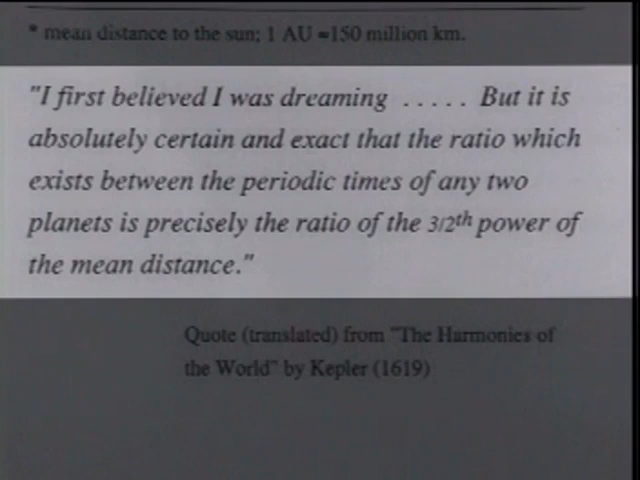 * mean distance to the sun; 1 AU ≈150 million km.
"I first believed I was dreaming ..... But it is
absolutely certain and exact that the ratio which
exists between the periodic times of any two
planets is precisely the ratio of the 3/2th power of
the mean distance."
Quote (translated) from "The Harmonies of
the World" by Kepler (1619)